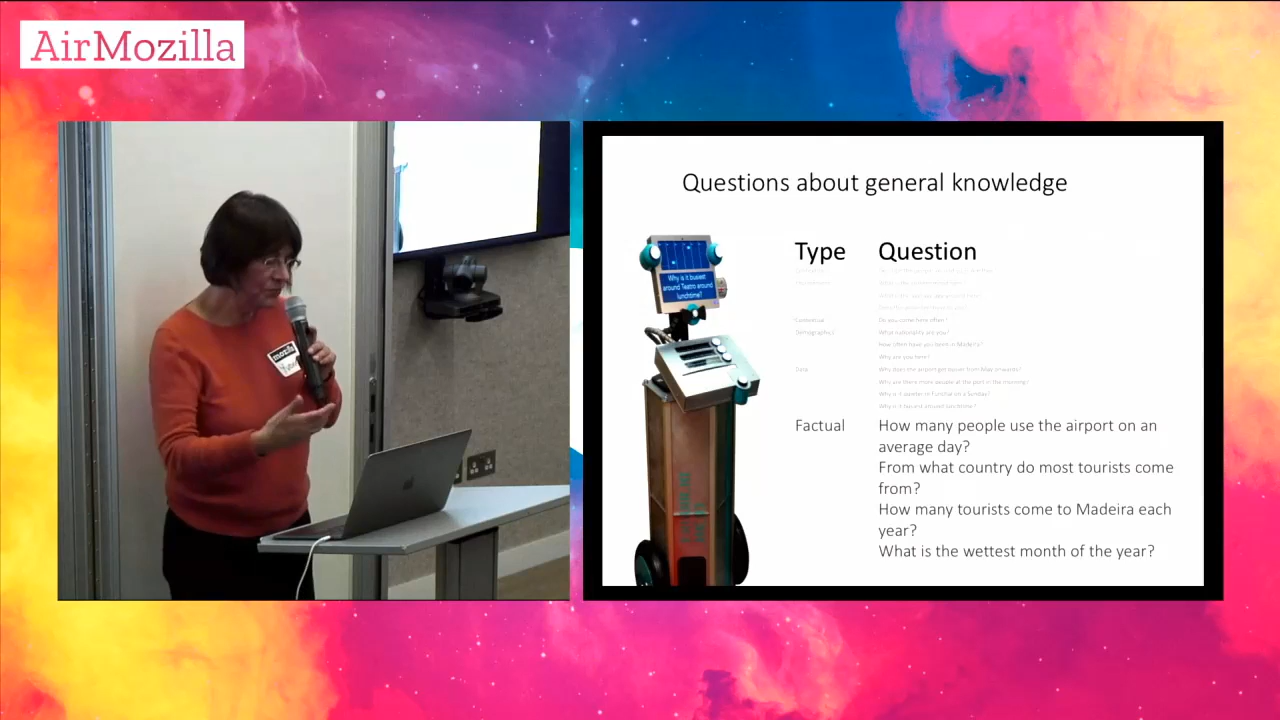 AirMozilla
mozilla
Questions about general knowledge
Why is it busiest
around Teatro around
lunchtime?
Type Question
Contextual Do you come here often?
Demographics What nationality are you?
How often have you been in Madeira?
Why are you here?
Data Why does the airport get busier from May onwards?
Why are there more people at the port in the morning?
Why is it quieter in Funchal on a Sunday?
Why is it busiest around lunchtime?
Factual How many people use the airport on an
average day?
From what country do most tourists come
from?
How many tourists come to Madeira each
year?
What is the wettest month of the year?